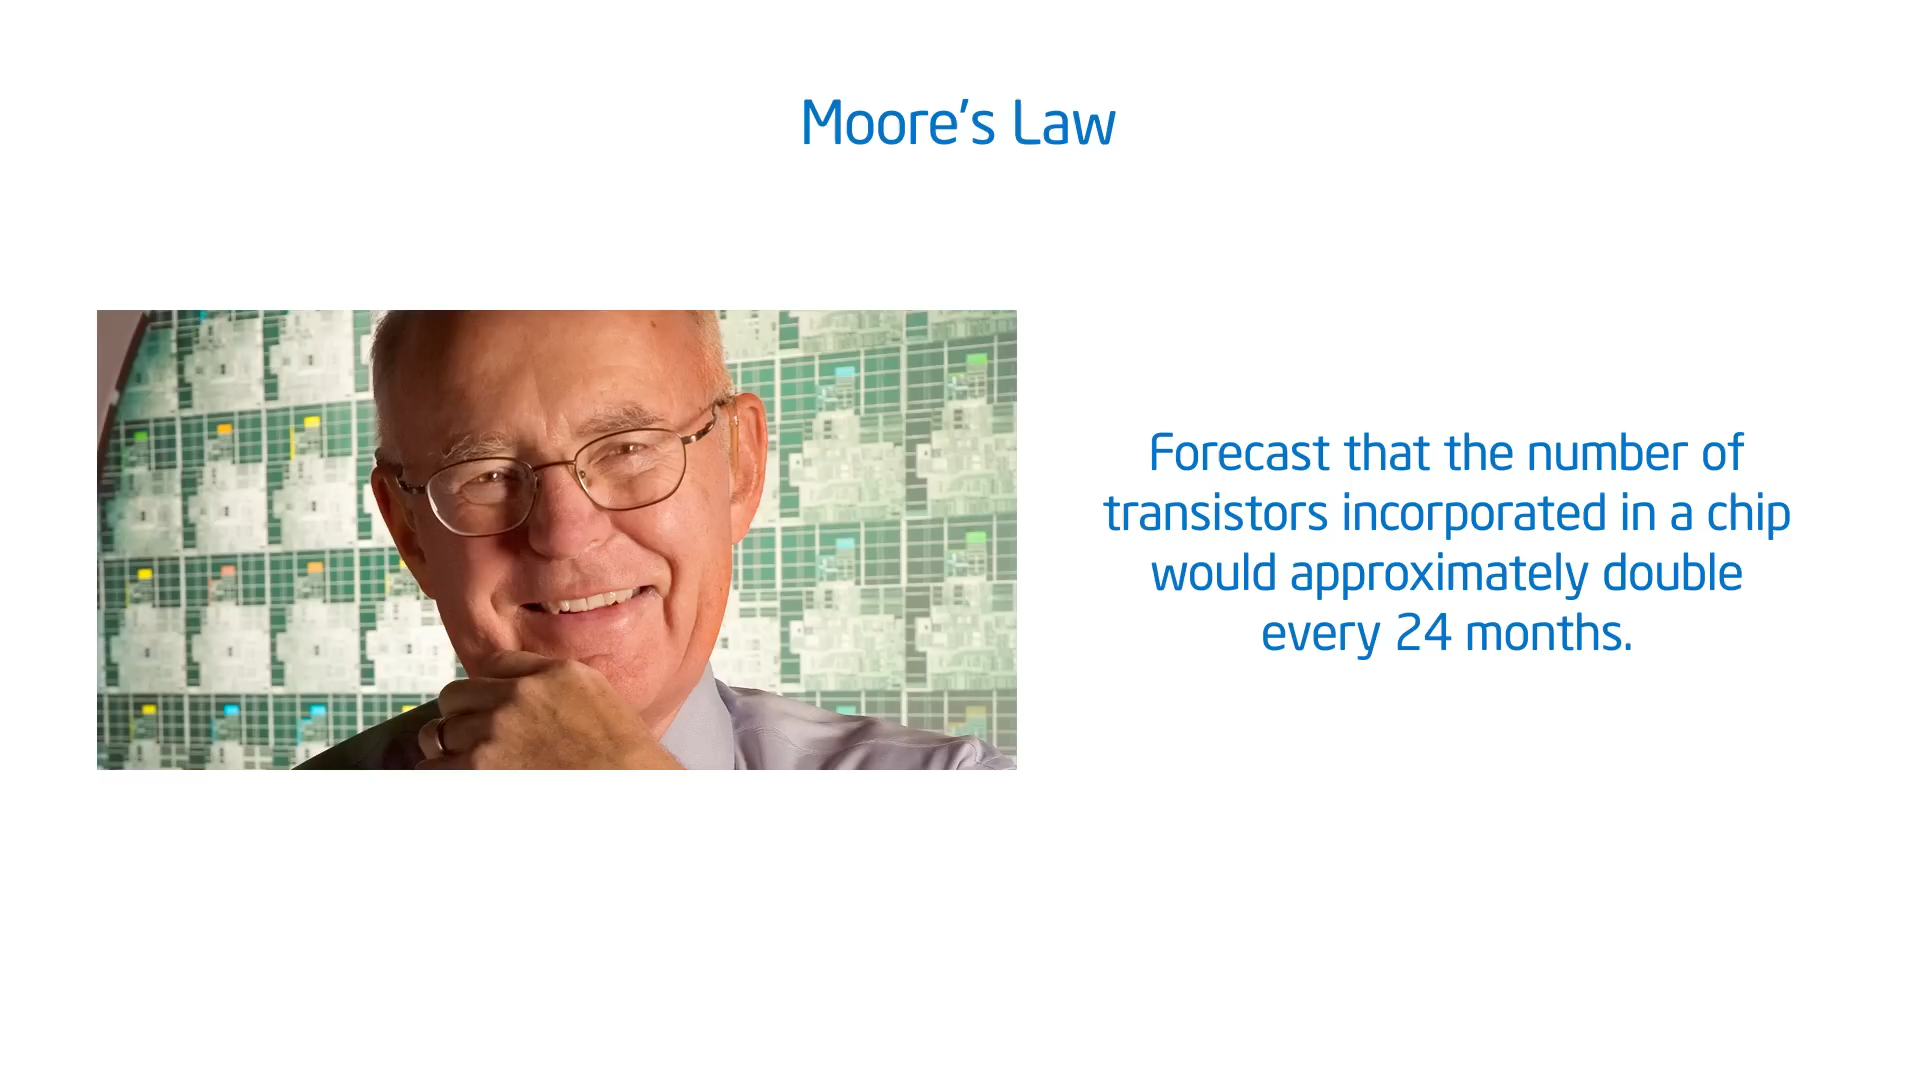 Moore’s Law
Forecast that the number of
transistors incorporated in a chip
would approximately double
every 24 months.